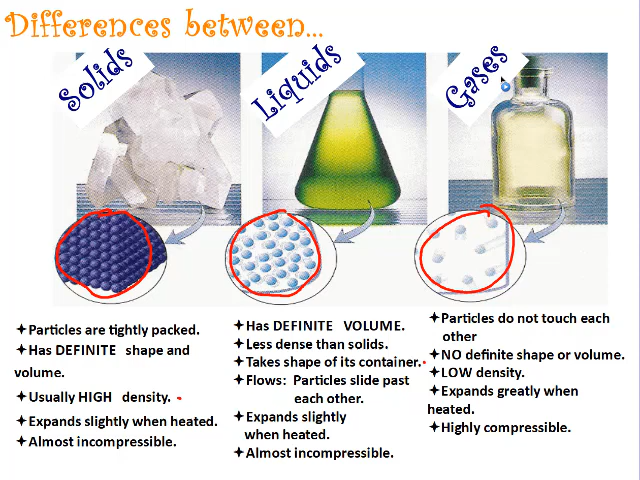 Differences between...
Solids
Liquids
Gases
✦Particles are tightly packed.
✦Has DEFINITE shape and
volume.
✦Usually HIGH density.
✦Expands slightly when heated.
✦Almost incompressible.
✦Has DEFINITE VOLUME.
✦Less dense than solids.
✦Takes shape of its container.
✦Flows: Particles slide past
each other.
✦Expands slightly
when heated.
✦Almost incompressible.
✦Particles do not touch each
other
✦NO definite shape or volume.
✦LOW density.
✦Expands greatly when
heated.
✦Highly compressible.